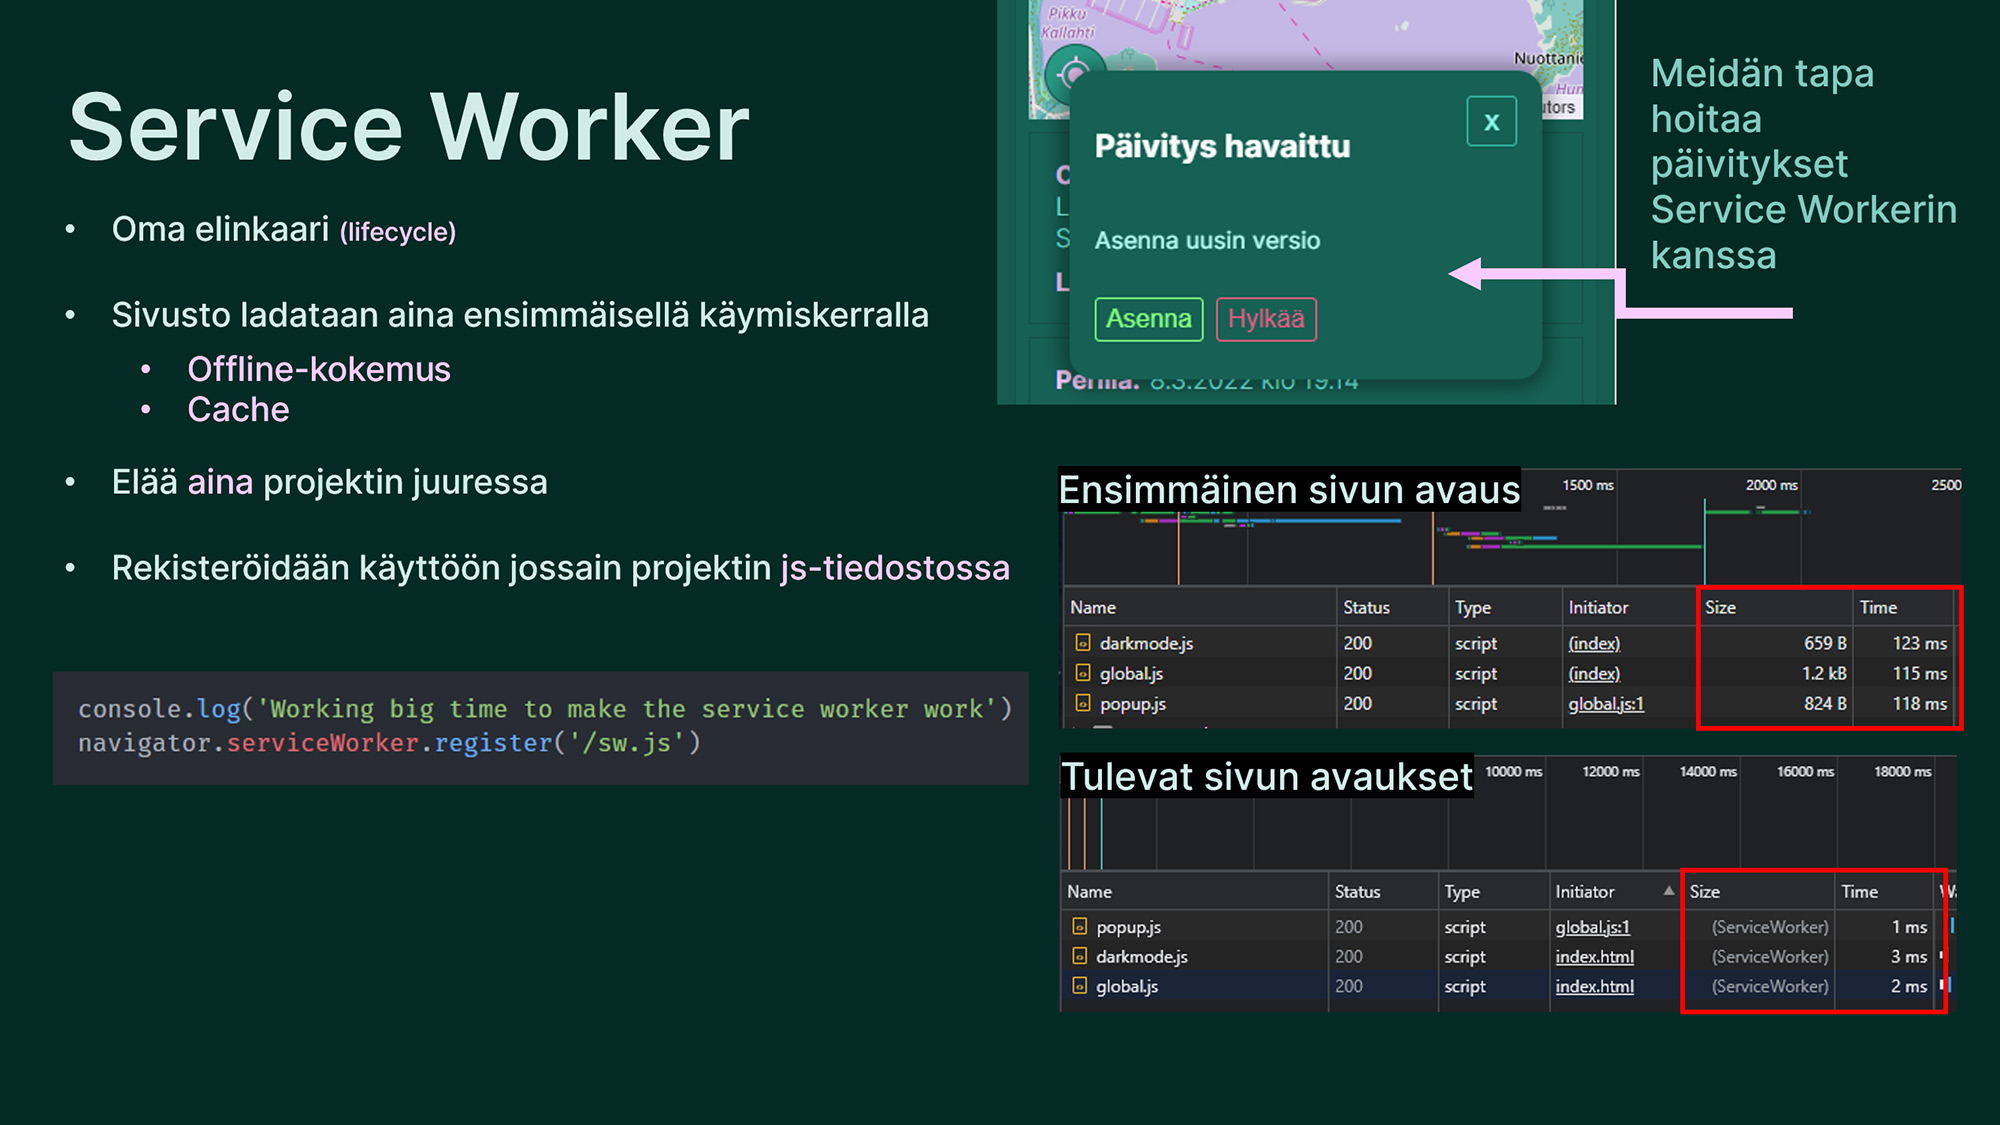 Service Worker
• Oma elinkaari (lifecycle)
• Sivusto ladataan aina ensimmäisellä käymiskerralla
• Offline-kokemus
• Cache
• Elää aina projektin juuressa
• Rekisteröidään käyttöön jossain projektin js-tiedostossa
console.log('Working big time to make the service worker work')
navigator.serviceWorker.register('/sw.js')
Pikku
Kallahti
Nuottanie
Hun
utors
Päivitys havaittu
x
Asenna uusin versio
Asenna Hylkää
L
S
L
Perillä: 8.3.2022 klo 19.14
Meidän tapa
hoitaa
päivitykset
Service Workerin
kanssa
Ensimmäinen sivun avaus
1500 ms 2000 ms 2500
Name Status Type Initiator Size Time
darkmode.js 200 script (index) 659 B 123 ms
global.js 200 script (index) 1.2 kB 115 ms
popup.js 200 script global.js:1 824 B 118 ms
Tulevat sivun avaukset
10000 ms 12000 ms 14000 ms 16000 ms 18000 ms
Name Status Type Initiator Size Time
popup.js 200 script global.js:1 (ServiceWorker) 1 ms
darkmode.js 200 script index.html (ServiceWorker) 3 ms
global.js 200 script index.html (ServiceWorker) 2 ms